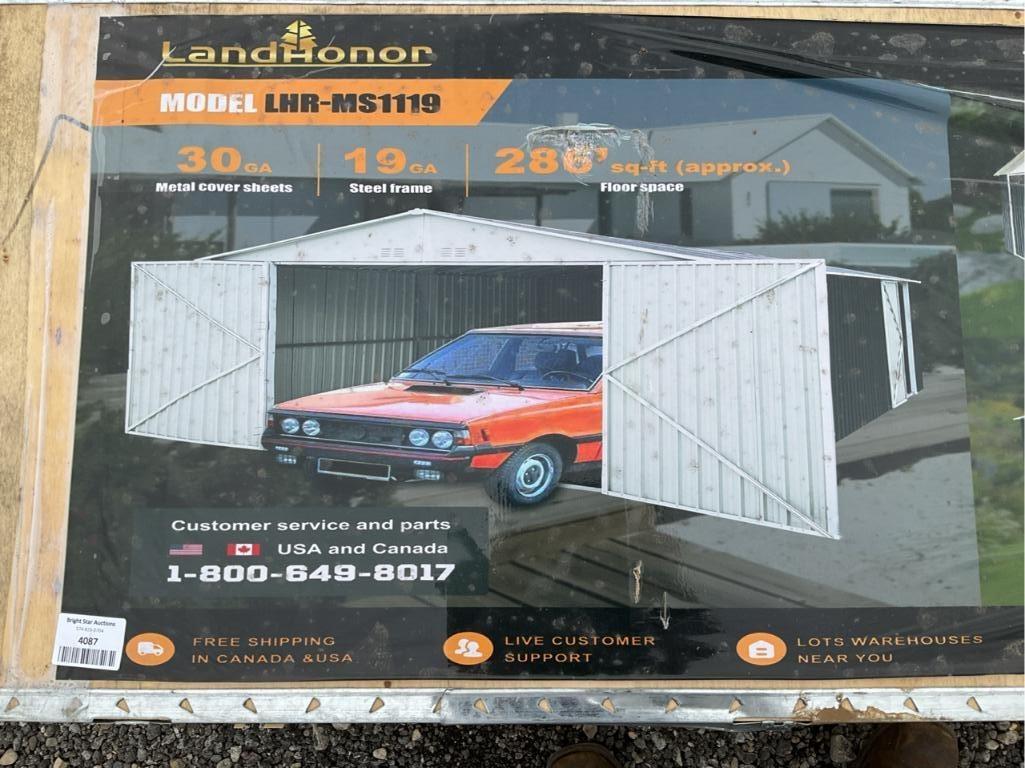 LandHonor
MODEL LHR-MS1119
30GA
Metal cover sheets
19GA
Steel frame
280' sq-ft (approx.)
Floor space
Customer service and parts
USA and Canada
1-800-649-8017
Bright Star Auctions
4087
FREE SHIPPING
IN CANADA &USA
LIVE CUSTOMER
SUPPORT
LOTS WAREHOUSES
NEAR YOU